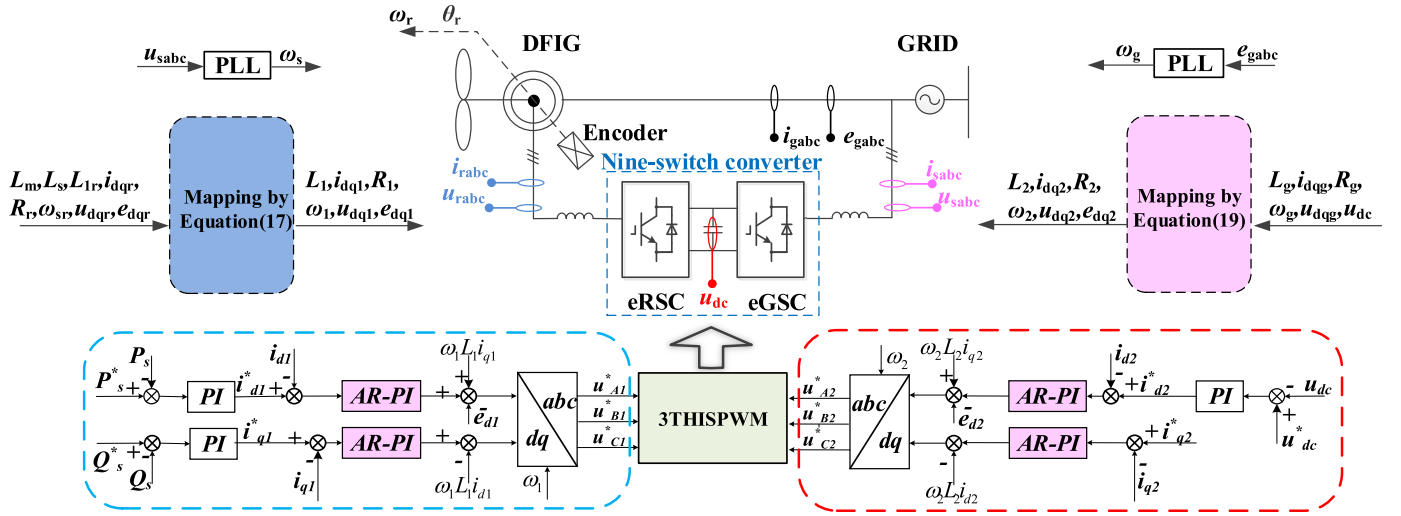 ωr
θr
DFIG
GRID
usabc
PLL
ωs
ωg
PLL
egabc
Encoder
igabc
egabc
Nine-switch converter
irabc
urabc
isabc
usabc
Lm,Ls,L1r,idqr,
Rr,ωsr,udqr,edqr
Mapping by
Equation(17)
L1,idq1,R1,
ω1,udq1,edq1
L2,idq2,R2,
ω2,udq2,edq2
Mapping by
Equation(19)
Lg,idqg,Rg,
ωg,udqg,udc
eRSC
udc
eGSC
Ps
P*s
+
-
PI
i*d1
id1
-
+
AR-PI
+
ω1L1iq1
+
-
ed1
Q*s
+
-
Qs
PI
i*q1
+
-
iq1
AR-PI
+
-
ω1L1id1
abc
dq
ω1
u*A1
u*B1
u*C1
3THISPWM
u*A2
u*B2
u*C2
ω2
abc
dq
ω2L2iq2
+
-
ed2
AR-PI
id2
-
+
i*d2
PI
-
udc
+
u*dc
-
ω2L2id2
AR-PI
+
i*q2
-
iq2